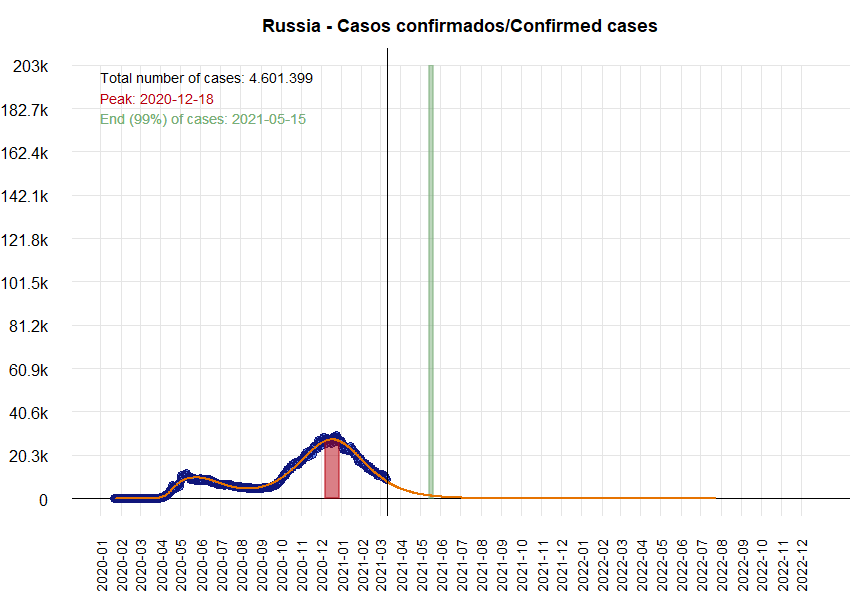 Russia - Casos confirmados/Confirmed cases
Total number of cases: 4.601.399
Peak: 2020-12-18
End (99%) of cases: 2021-05-15
203k
182.7k
162.4k
142.1k
121.8k
101.5k
81.2k
60.9k
40.6k
20.3k
0
2020-01
2020-02
2020-03
2020-04
2020-05
2020-06
2020-07
2020-08
2020-09
2020-10
2020-11
2020-12
2021-01
2021-03
2021-04
2021-05
2021-06
2021-07
2021-08
2021-09
2021-10
2021-11
2021-12
2022-01
2022-02
2022-03
2022-04
2022-05
2022-06
2022-07
2022-08
2022-09
2022-10
2022-11
2022-12